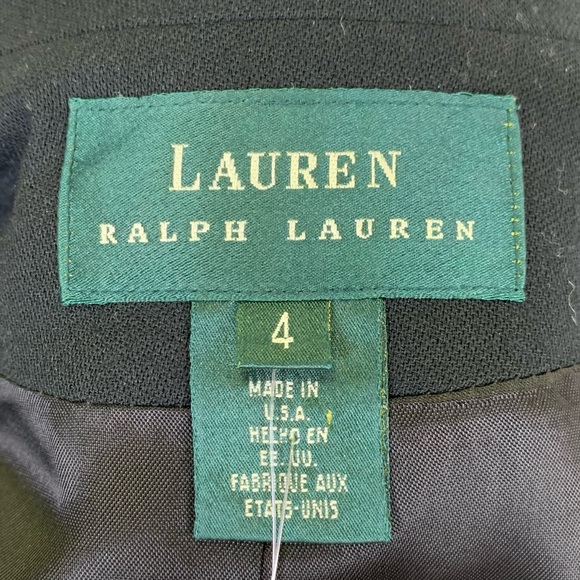 LAUREN
RALPH LAUREN
4
MADE IN
U.S.A.
HECHO EN
EE. UU.
FABRIQUE AUX
ETATS-UNIS